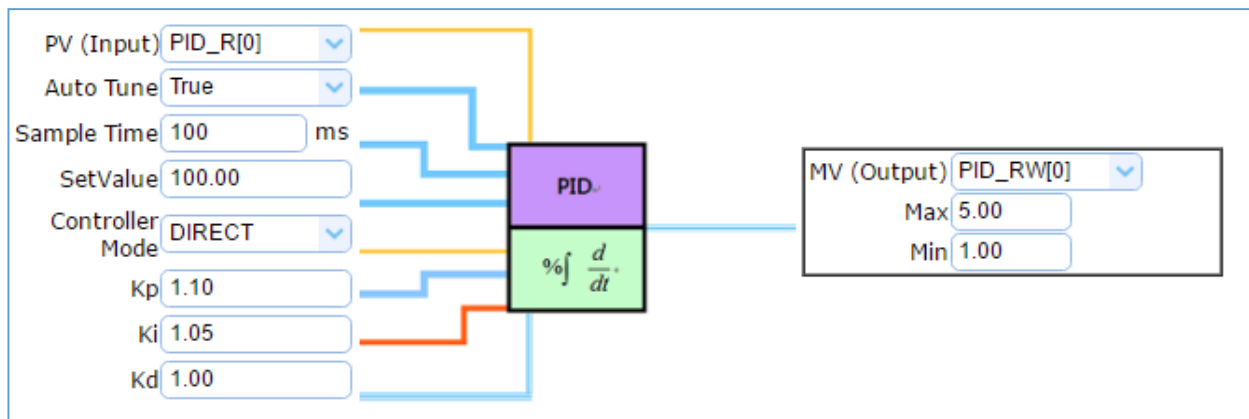 PV (Input) PID_R[0]
Auto Tune True
Sample Time 100 ms
SetValue 100.00
Controller
Mode DIRECT
Kp 1.10
Ki 1.05
Kd 1.00
PID
%∫ d/dt
MV (Output) PID_RW[0]
Max 5.00
Min 1.00